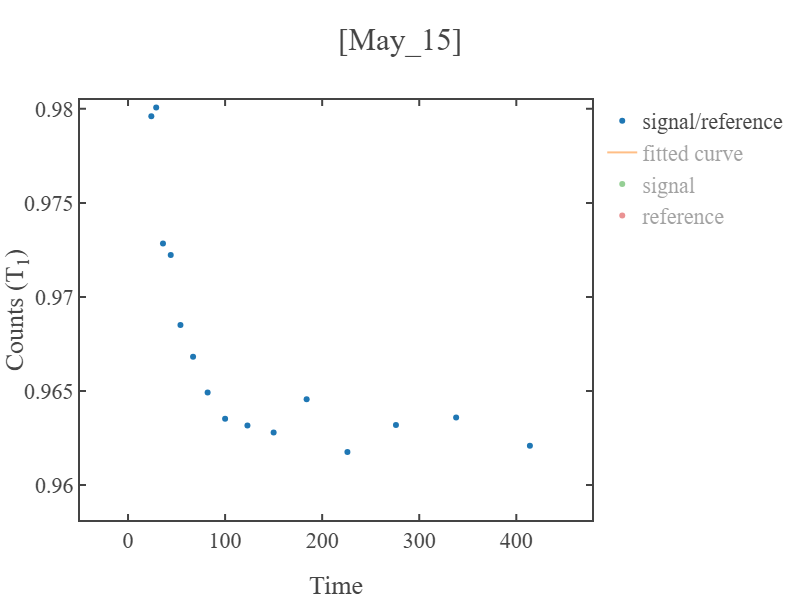 [May_15]
0.98
0.975
0.97
0.965
0.96
Counts (T1)
0 100 200 300 400
Time
signal/reference
fitted curve
signal
reference